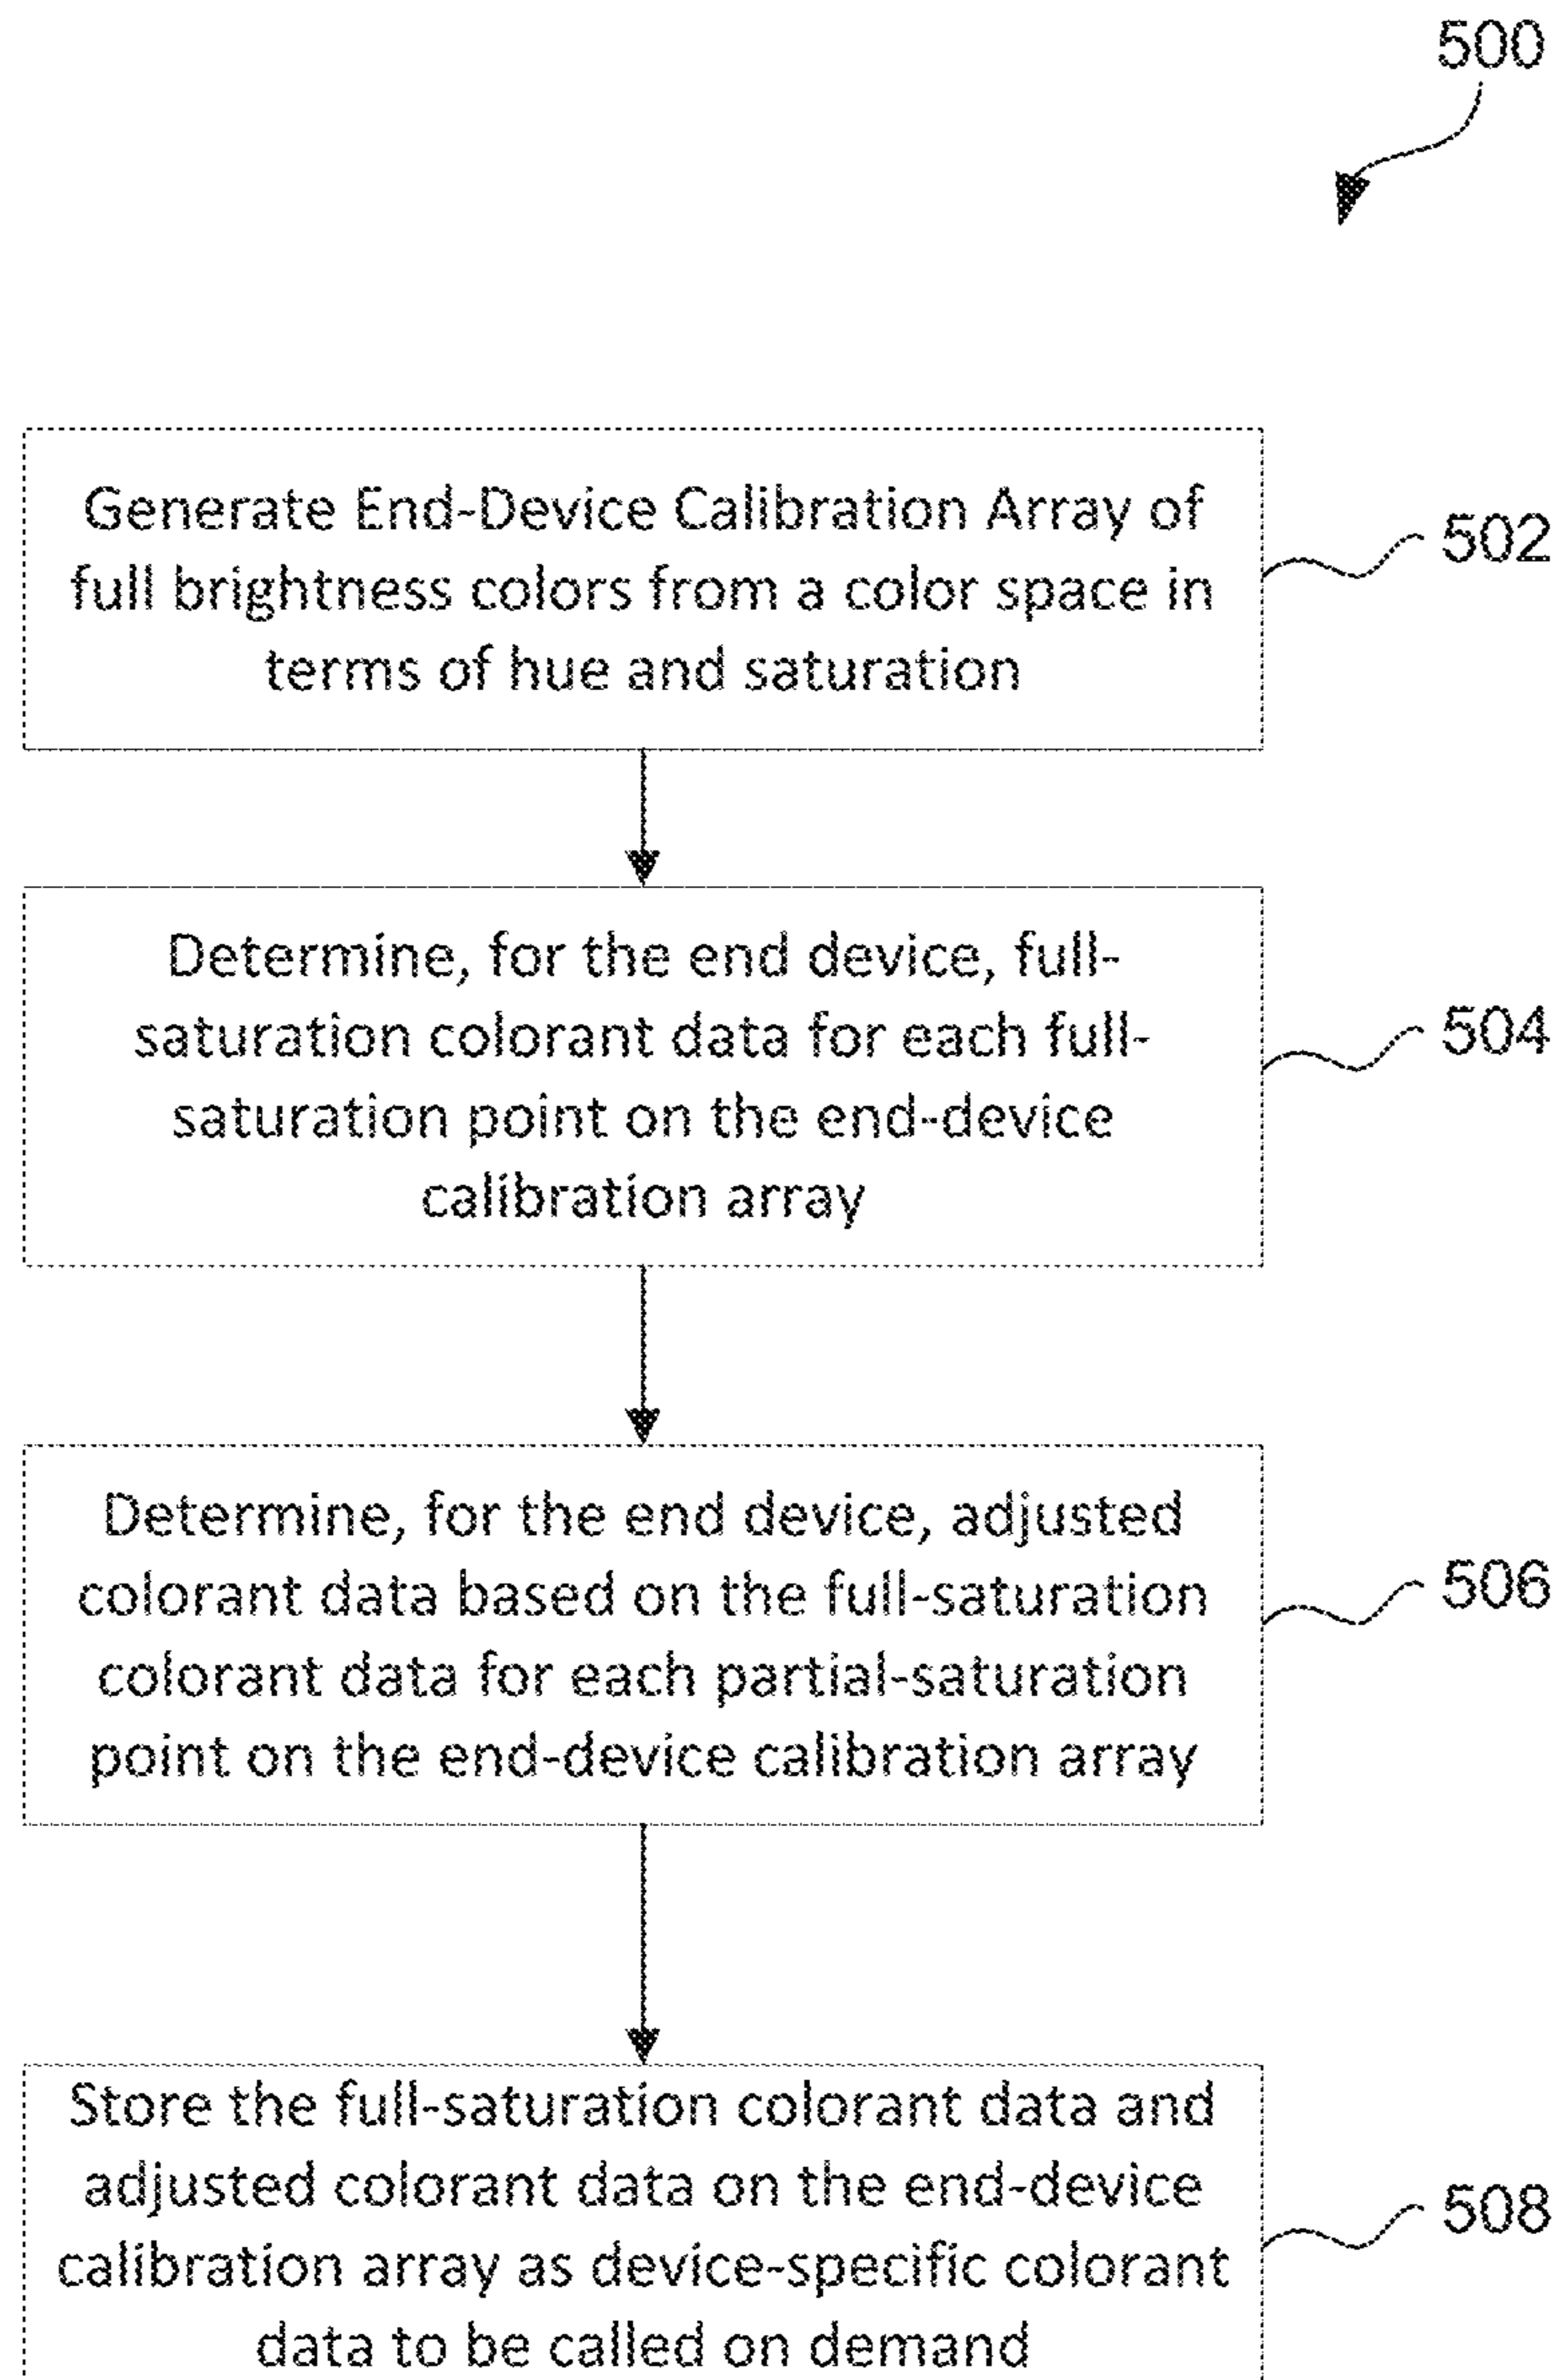 500
Generate End-Device Calibration Array of
full brightness colors from a color space in
terms of hue and saturation
502
Determine, for the end device, full-
saturation colorant data for each full-
saturation point on the end-device
calibration array
504
Determine, for the end device, adjusted
colorant data based on the full-saturation
colorant data for each partial-saturation
point on the end-device calibration array
506
Store the full-saturation colorant data and
adjusted colorant data on the end-device
calibration array as device-specific colorant
data to be called on demand
508